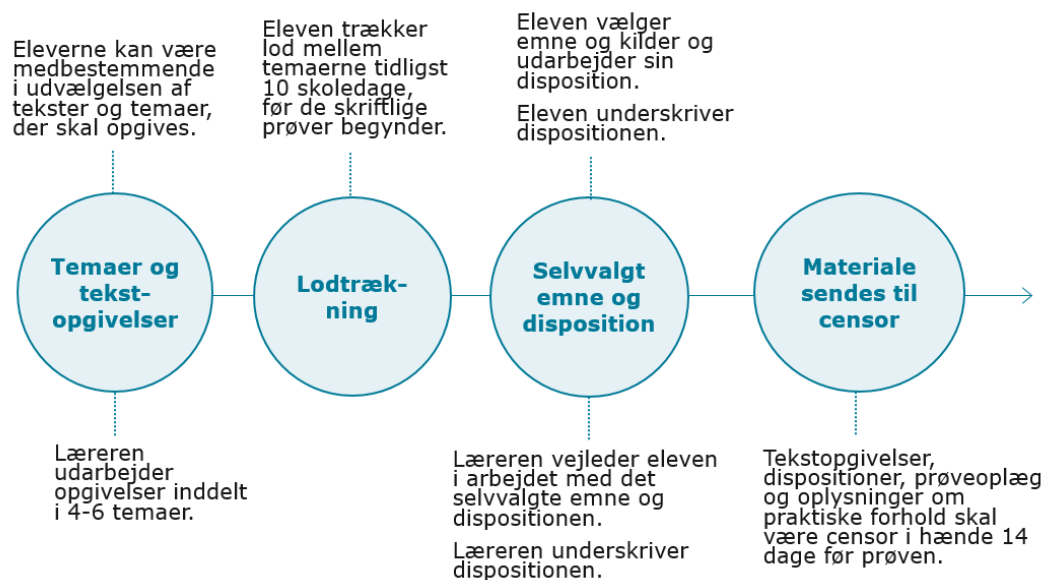 Eleverne kan være
medbestemmende
i udvælgelsen af
tekster og temaer,
der skal opgives.
Eleven trækker
lod mellem
temaerne tidligst
10 skoledage,
før de skriftlige
prøver begynder.
Eleven vælger
emne og kilder og
udarbejder sin
disposition.
Eleven underskriver
dispositionen.
Temaer og
tekst-
opgivelser
Lodtræk-
ning
Selvvalgt
emne og
disposition
Materiale
sendes til
censor
Læreren
udarbejder
opgivelser inddelt
i 4-6 temaer.
Læreren vejleder eleven
i arbejdet med det
selvvalgte emne og
dispositionen.
Læreren underskriver
dispositionen.
Tekstopgivelser,
dispositioner, prøveoplæg
og oplysninger om
praktiske forhold skal
være censor i hænde 14
dage før prøven.